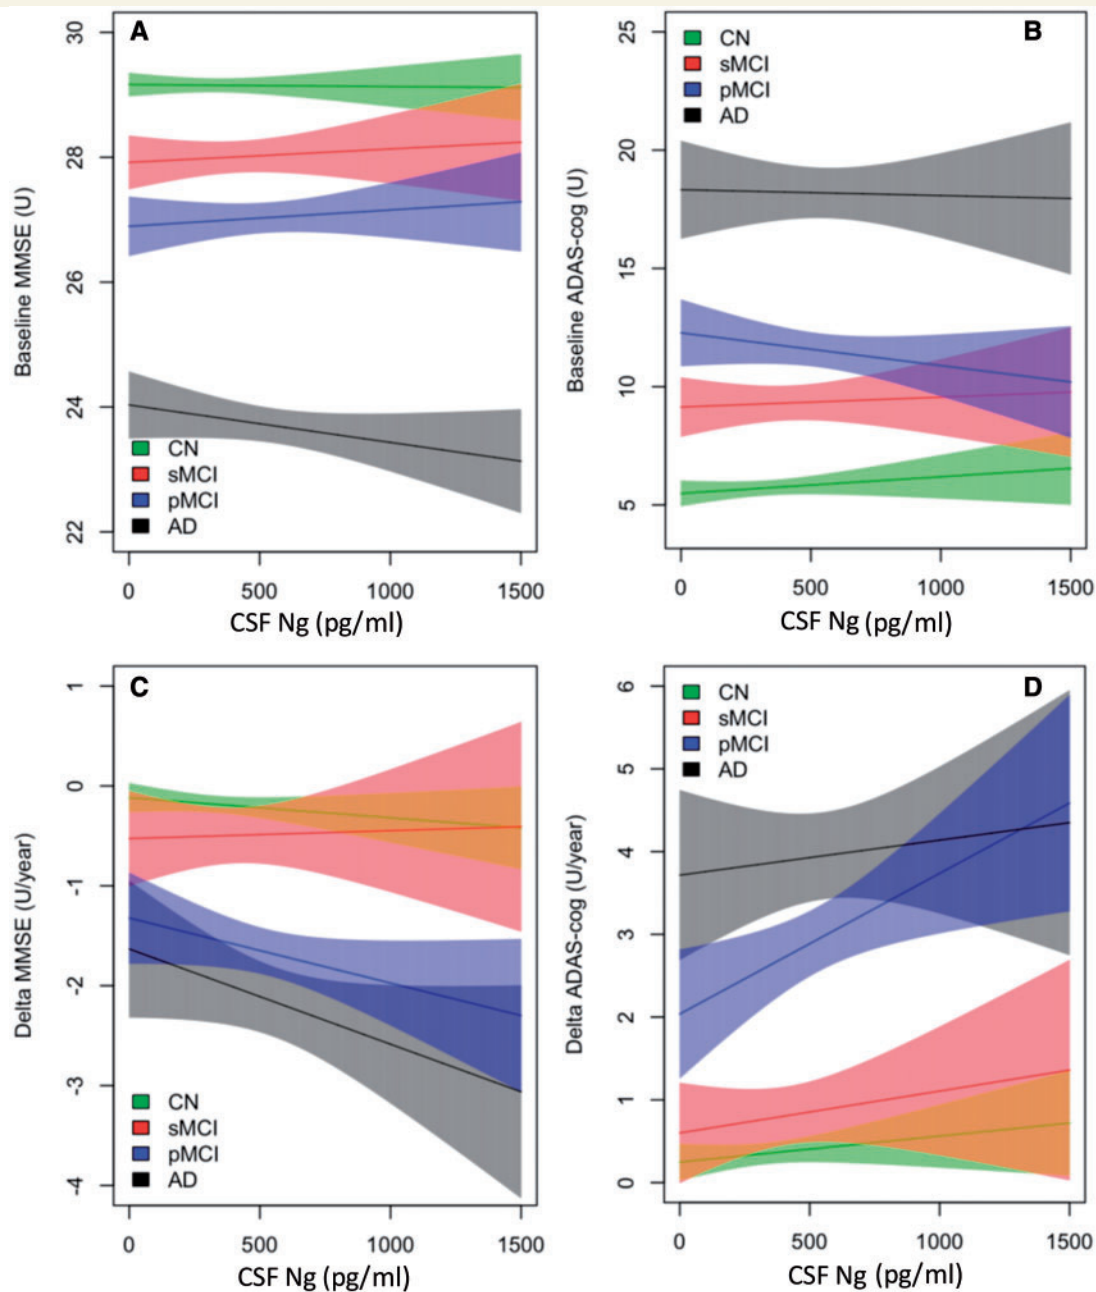 A
30
28
26
24
22
Baseline MMSE (U)
CN
sMCI
pMCI
AD
0 500 1000 1500
CSF Ng (pg/ml)
B
25
20
15
10
5
Baseline ADAS-cog (U)
CN
sMCI
pMCI
AD
0 500 1000 1500
CSF Ng (pg/ml)
C
1
0
-1
-2
-3
-4
Delta MMSE (U/year)
CN
sMCI
pMCI
AD
0 500 1000 1500
CSF Ng (pg/ml)
D
6
5
4
3
2
1
0
Delta ADAS-cog (U/year)
CN
sMCI
pMCI
AD
0 500 1000 1500
CSF Ng (pg/ml)